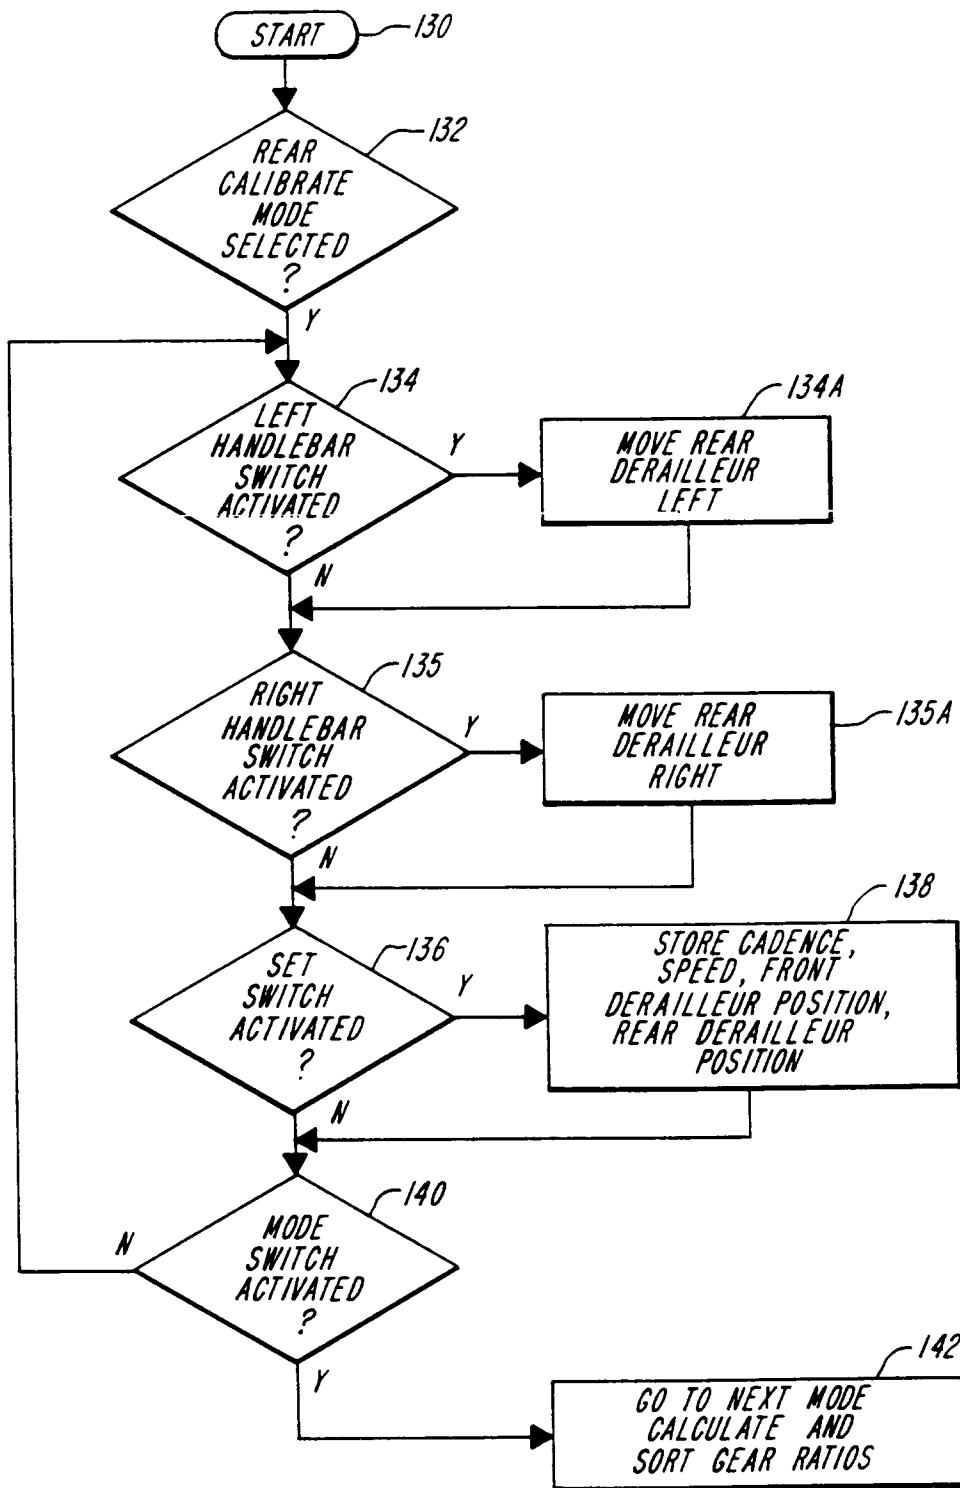 START
130
REAR
CALIBRATE
MODE
SELECTED
?
132
Y
LEFT
HANDLEBAR
SWITCH
ACTIVATED
?
134
Y
MOVE REAR
DERAILLEUR
LEFT
134A
N
RIGHT
HANDLEBAR
SWITCH
ACTIVATED
?
135
Y
MOVE REAR
DERAILLEUR
RIGHT
135A
N
SET
SWITCH
ACTIVATED
?
136
Y
STORE CADENCE,
SPEED, FRONT
DERAILLEUR POSITION,
REAR DERAILLEUR
POSITION
138
N
MODE
SWITCH
ACTIVATED
?
140
N
Y
GO TO NEXT MODE
CALCULATE AND
SORT GEAR RATIOS
142